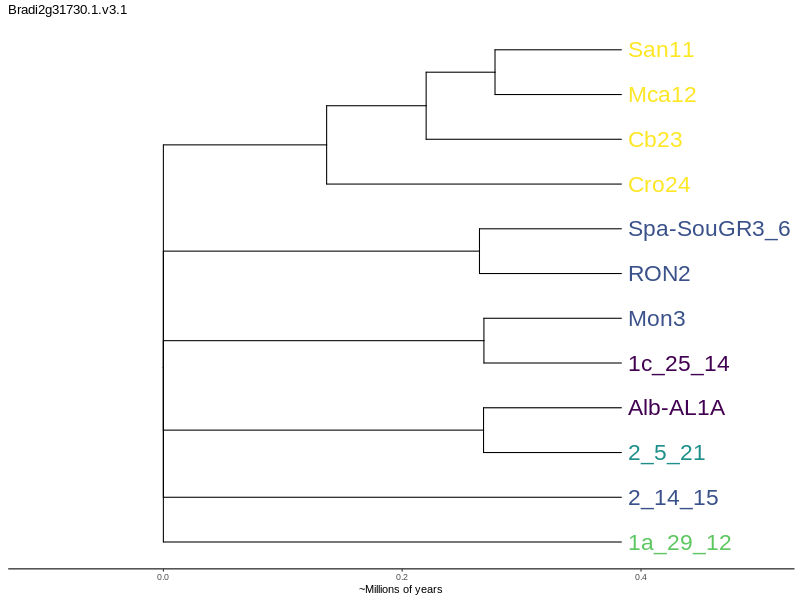 Bradi2g31730.1.v3.1
San11
Mca12
Cb23
Cro24
Spa-SouGR3_6
RON2
Mon3
1c_25_14
Alb-AL1A
2_5_21
2_14_15
1a_29_12
0.0 0.2 0.4
~Millions of years